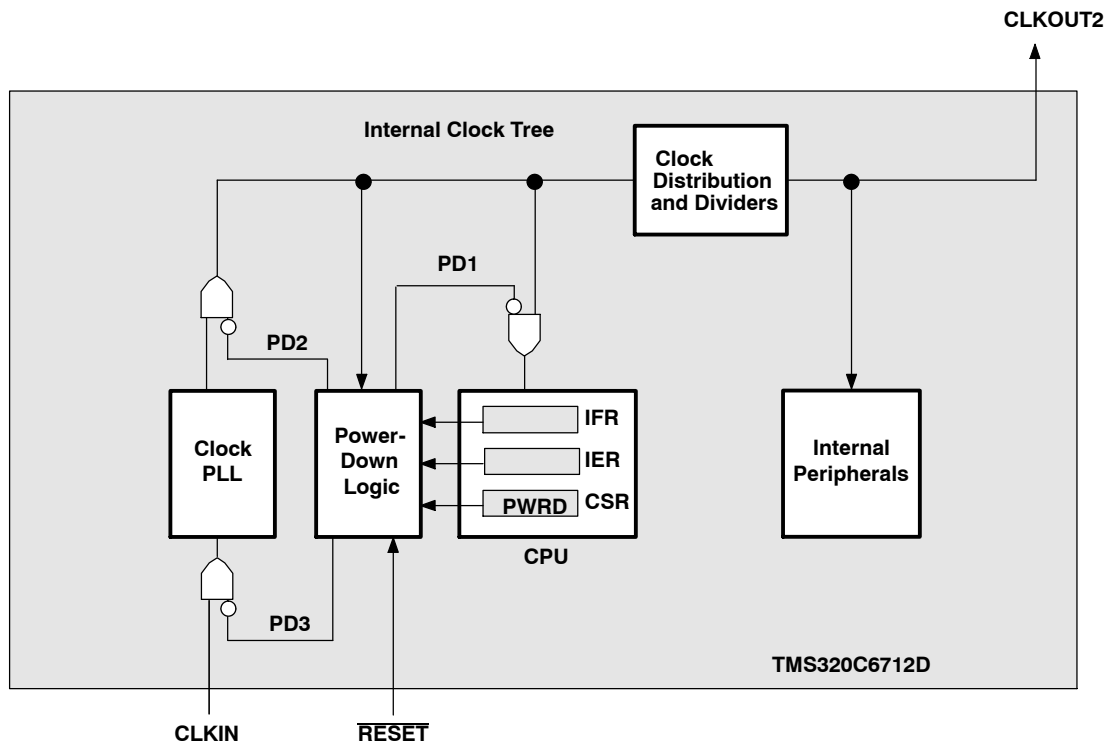 CLKOUT2
Internal Clock Tree
Clock
Distribution
and Dividers
PD1
PD2
Clock
PLL
Power-
Down
Logic
IFR
IER
PWRD
CSR
CPU
Internal
Peripherals
PD3
TMS320C6712D
CLKIN
RESET